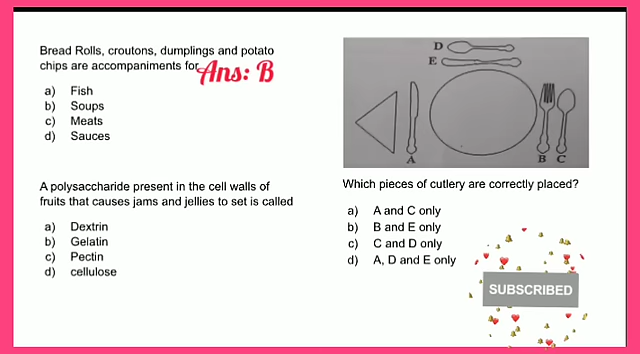 Bread Rolls, croutons, dumplings and potato
chips are accompaniments for
Ans: B
a) Fish
b) Soups
c) Meats
d) Sauces
A polysaccharide present in the cell walls of
fruits that causes jams and jellies to set is called
a) Dextrin
b) Gelatin
c) Pectin
d) cellulose
D
E
A
B C
Which pieces of cutlery are correctly placed?
a) A and C only
b) B and E only
c) C and D only
d) A, D and E only
SUBSCRIBED